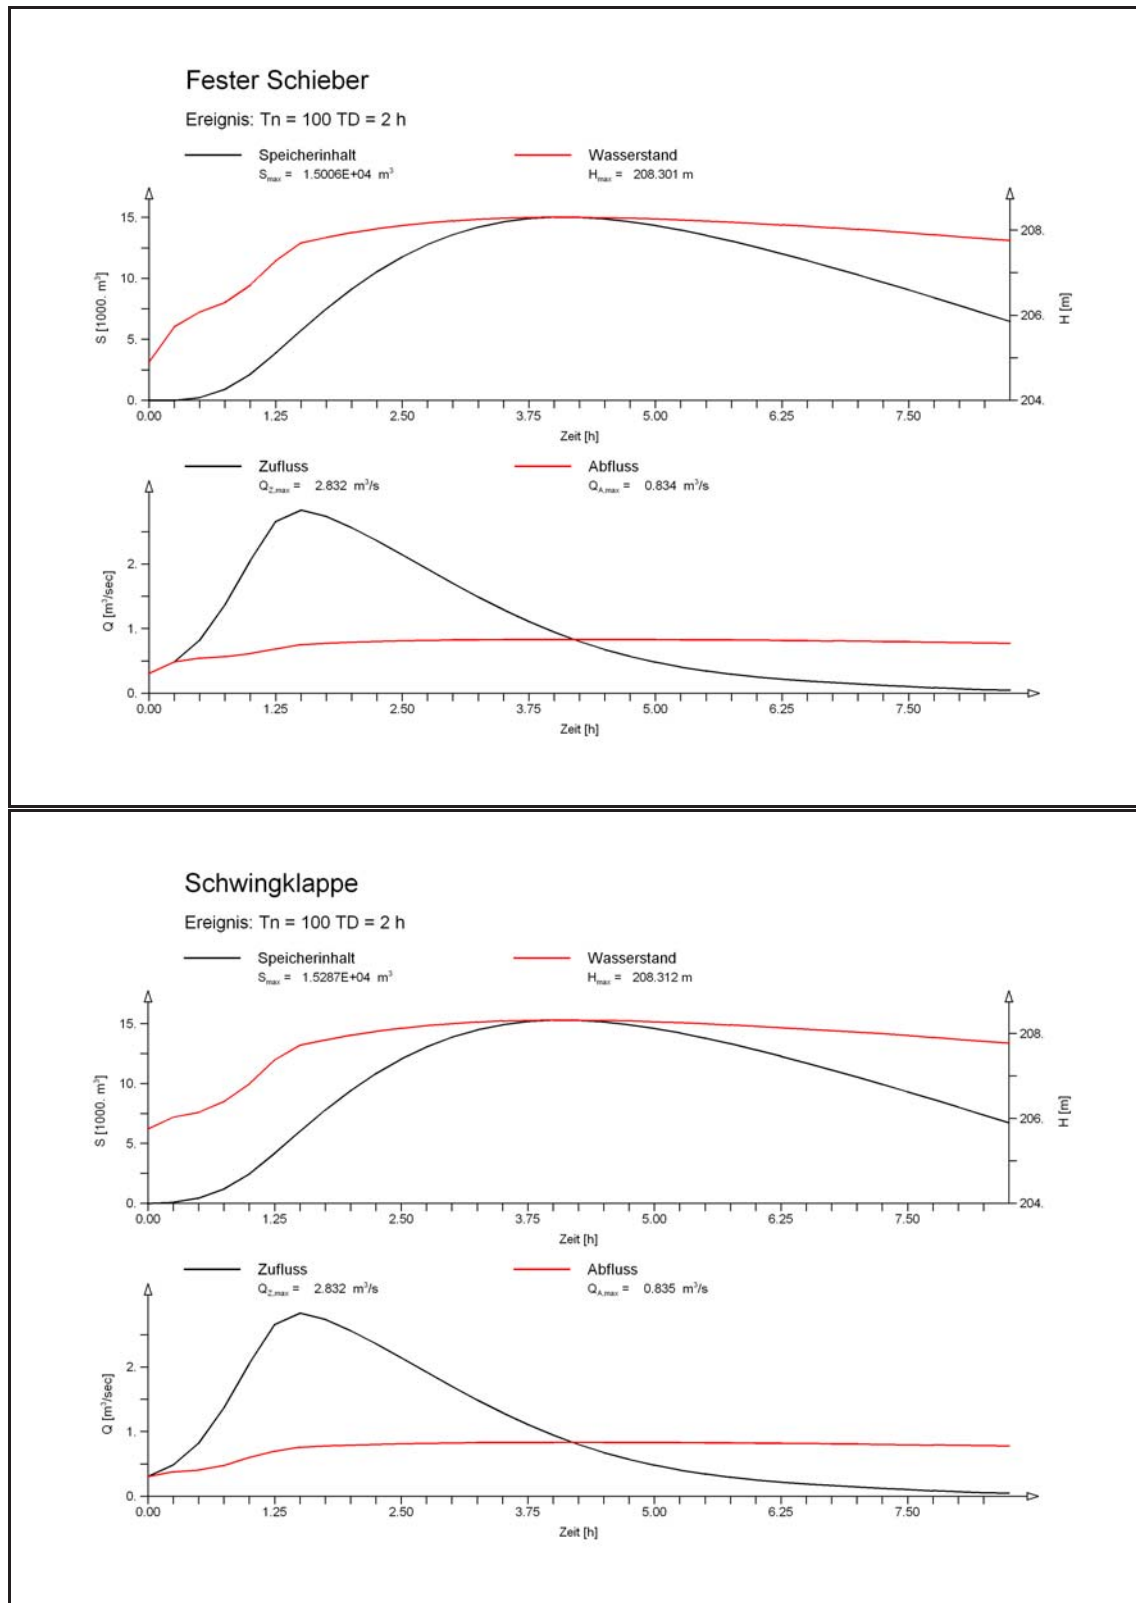 Fester Schieber
Ereignis: Tn = 100 TD = 2 h
Speicherinhalt Wasserstand
Smax = 1.5006E+04 m³ Hmax = 208.301 m
S [1000. m³]
15.
10.
5.
0.
208.
206.
204.
H [m]
0.00 1.25 2.50 3.75 5.00 6.25 7.50
Zeit [h]
Zufluss Abfluss
QZ,max = 2.832 m³/s QA,max = 0.834 m³/s
Q [m³/sec]
2.
1.
0.
0.00 1.25 2.50 3.75 5.00 6.25 7.50
Zeit [h]
Schwingklappe
Ereignis: Tn = 100 TD = 2 h
Speicherinhalt Wasserstand
Smax = 1.5287E+04 m³ Hmax = 208.312 m
S [1000. m³]
15.
10.
5.
0.
208.
206.
204.
H [m]
0.00 1.25 2.50 3.75 5.00 6.25 7.50
Zeit [h]
Zufluss Abfluss
QZ,max = 2.832 m³/s QA,max = 0.835 m³/s
Q [m³/sec]
2.
1.
0.
0.00 1.25 2.50 3.75 5.00 6.25 7.50
Zeit [h]